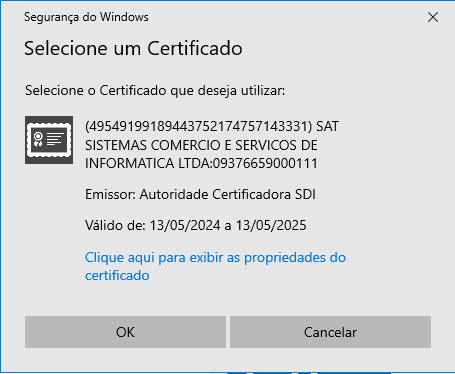 Segurança do Windows
Selecione um Certificado
Selecione o Certificado que deseja utilizar:
(49549199189443752174757143331) SAT
SISTEMAS COMERCIO E SERVICOS DE
INFORMATICA LTDA:09376659000111
Emissor: Autoridade Certificadora SDI
Válido de: 13/05/2024 a 13/05/2025
Clique aqui para exibir as propriedades do
certificado
OK
Cancelar